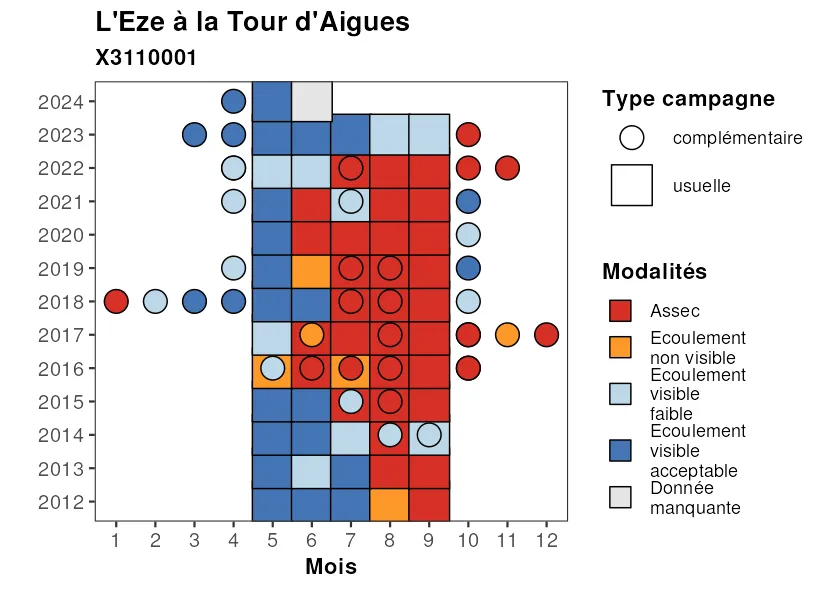 L'Eze à la Tour d'Aigues
X3110001
2024
2023
2022
2021
2020
2019
2018
2017
2016
2015
2014
2013
2012
1 2 3 4 5 6 7 8 9 10 11 12
Mois
Type campagne
complémentaire
usuelle
Modalités
Assec
Ecoulement
non visible
Ecoulement
visible
faible
Ecoulement
visible
acceptable
Donnée
manquante